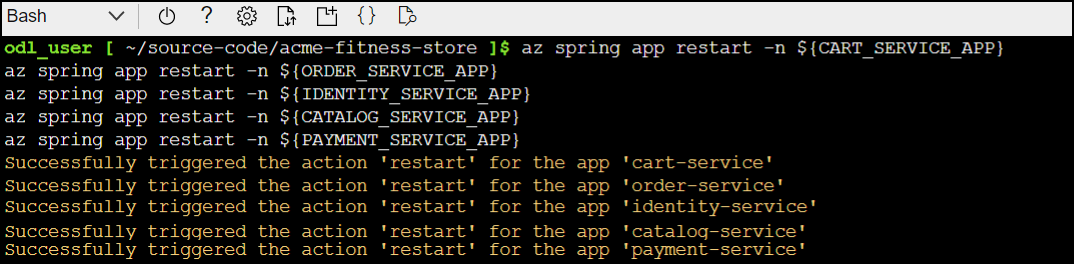 Bash
?
{}
odl_user [ ~/source-code/acme-fitness-store ]$ az spring app restart -n ${CART_SERVICE_APP}
az spring app restart -n ${ORDER_SERVICE_APP}
az spring app restart -n ${IDENTITY_SERVICE_APP}
az spring app restart -n ${CATALOG_SERVICE_APP}
az spring app restart -n ${PAYMENT_SERVICE_APP}
Successfully triggered the action 'restart' for the app 'cart-service'
Successfully triggered the action 'restart' for the app 'order-service'
Successfully triggered the action 'restart' for the app 'identity-service'
Successfully triggered the action 'restart' for the app 'catalog-service'
Successfully triggered the action 'restart' for the app 'payment-service'